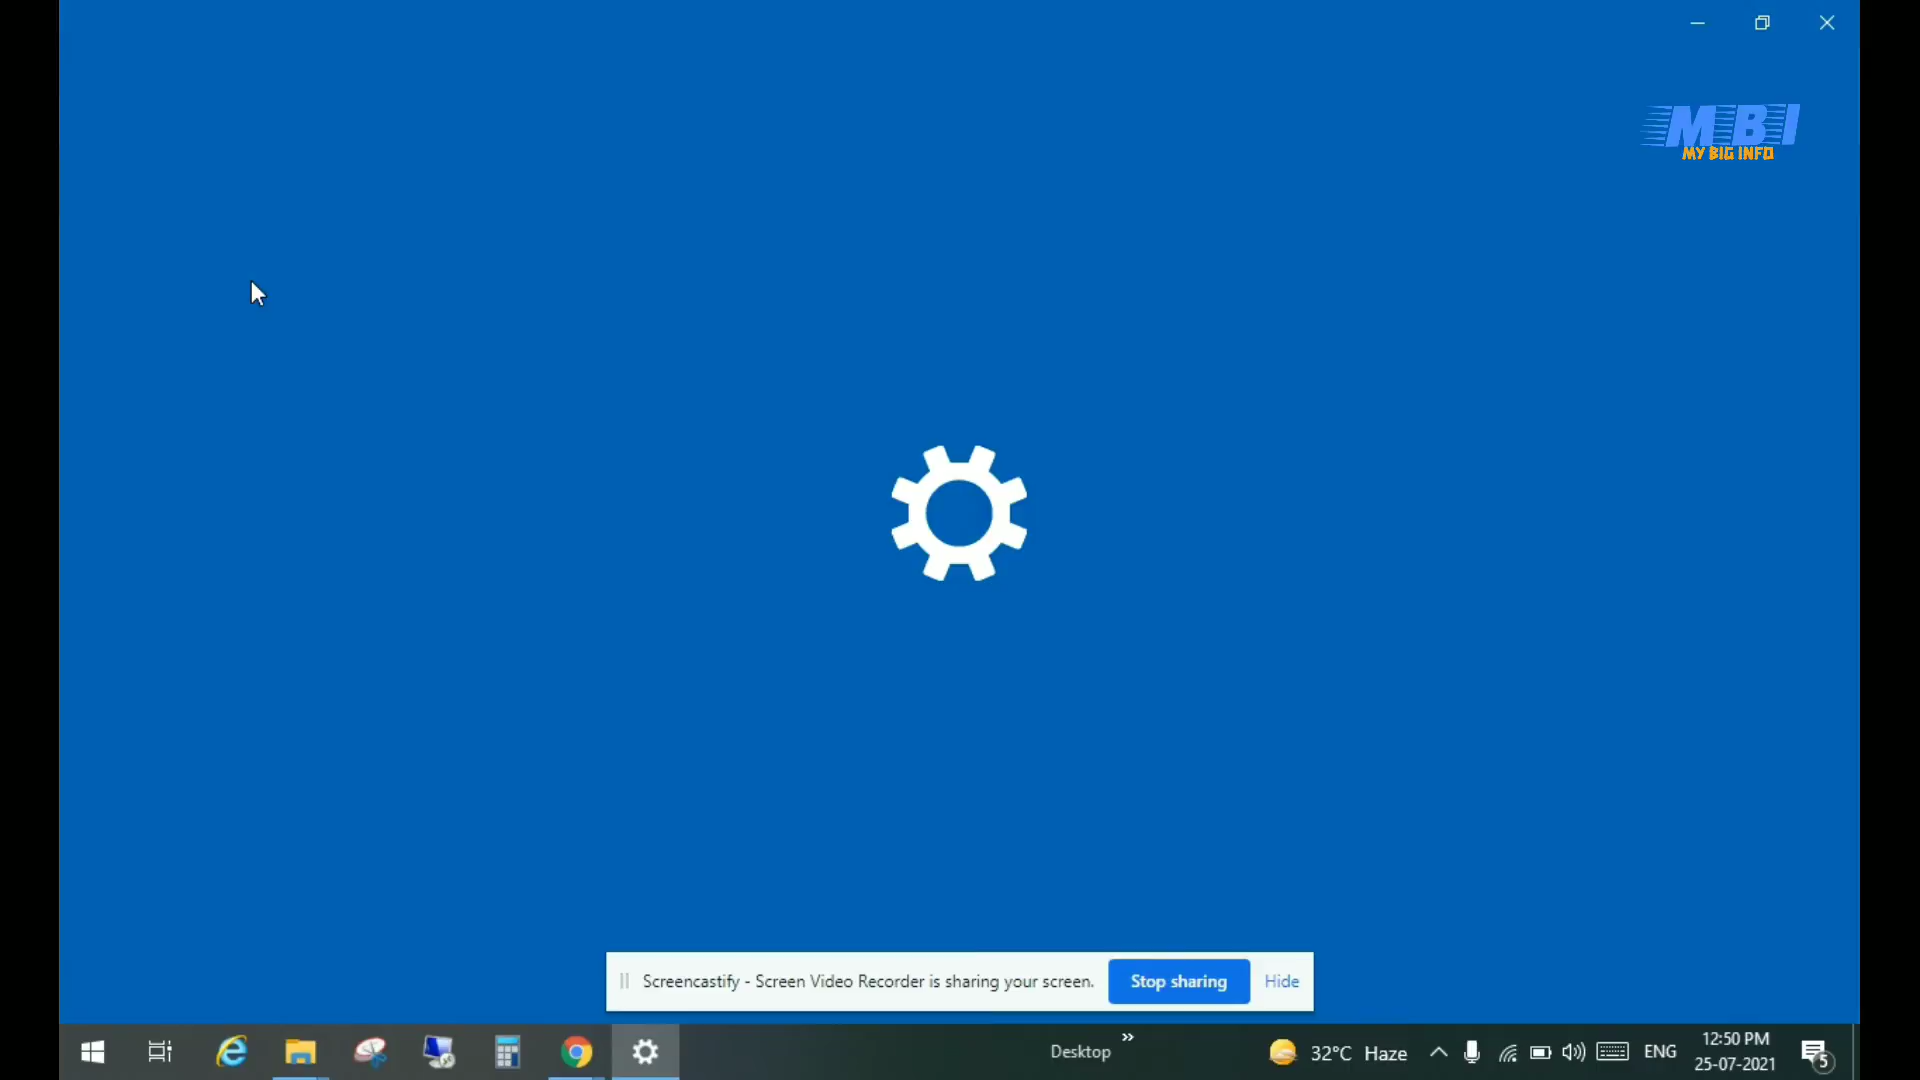 MBI
MY BIG INFO
Screencastify - Screen Video Recorder is sharing your screen. Stop sharing Hide
Desktop » 32°C Haze ENG 12:50 PM
25-07-2021 5